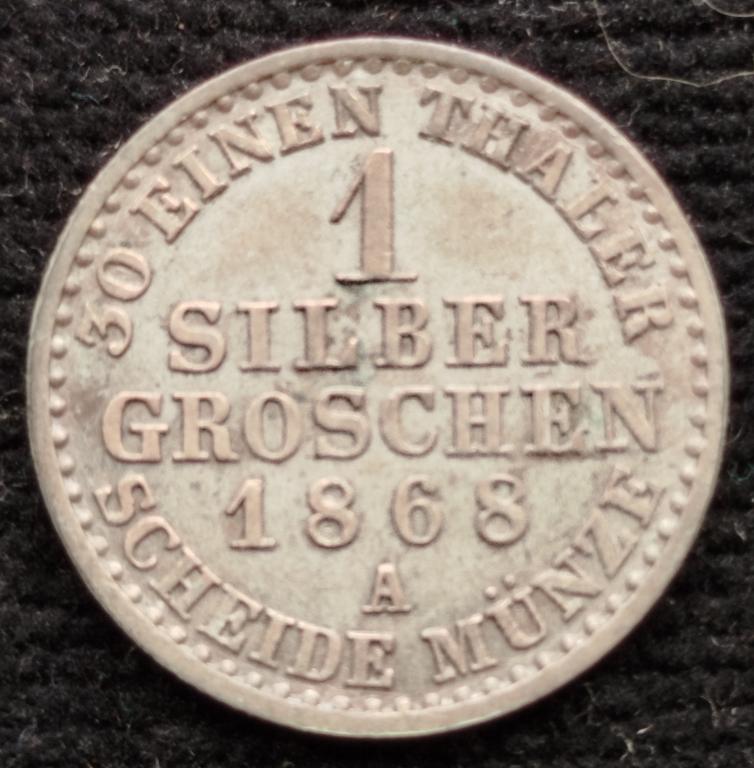 30 EINEN THALER
1
SILBER
GROSCHEN
1868
A
SCHEIDE MÜNZE